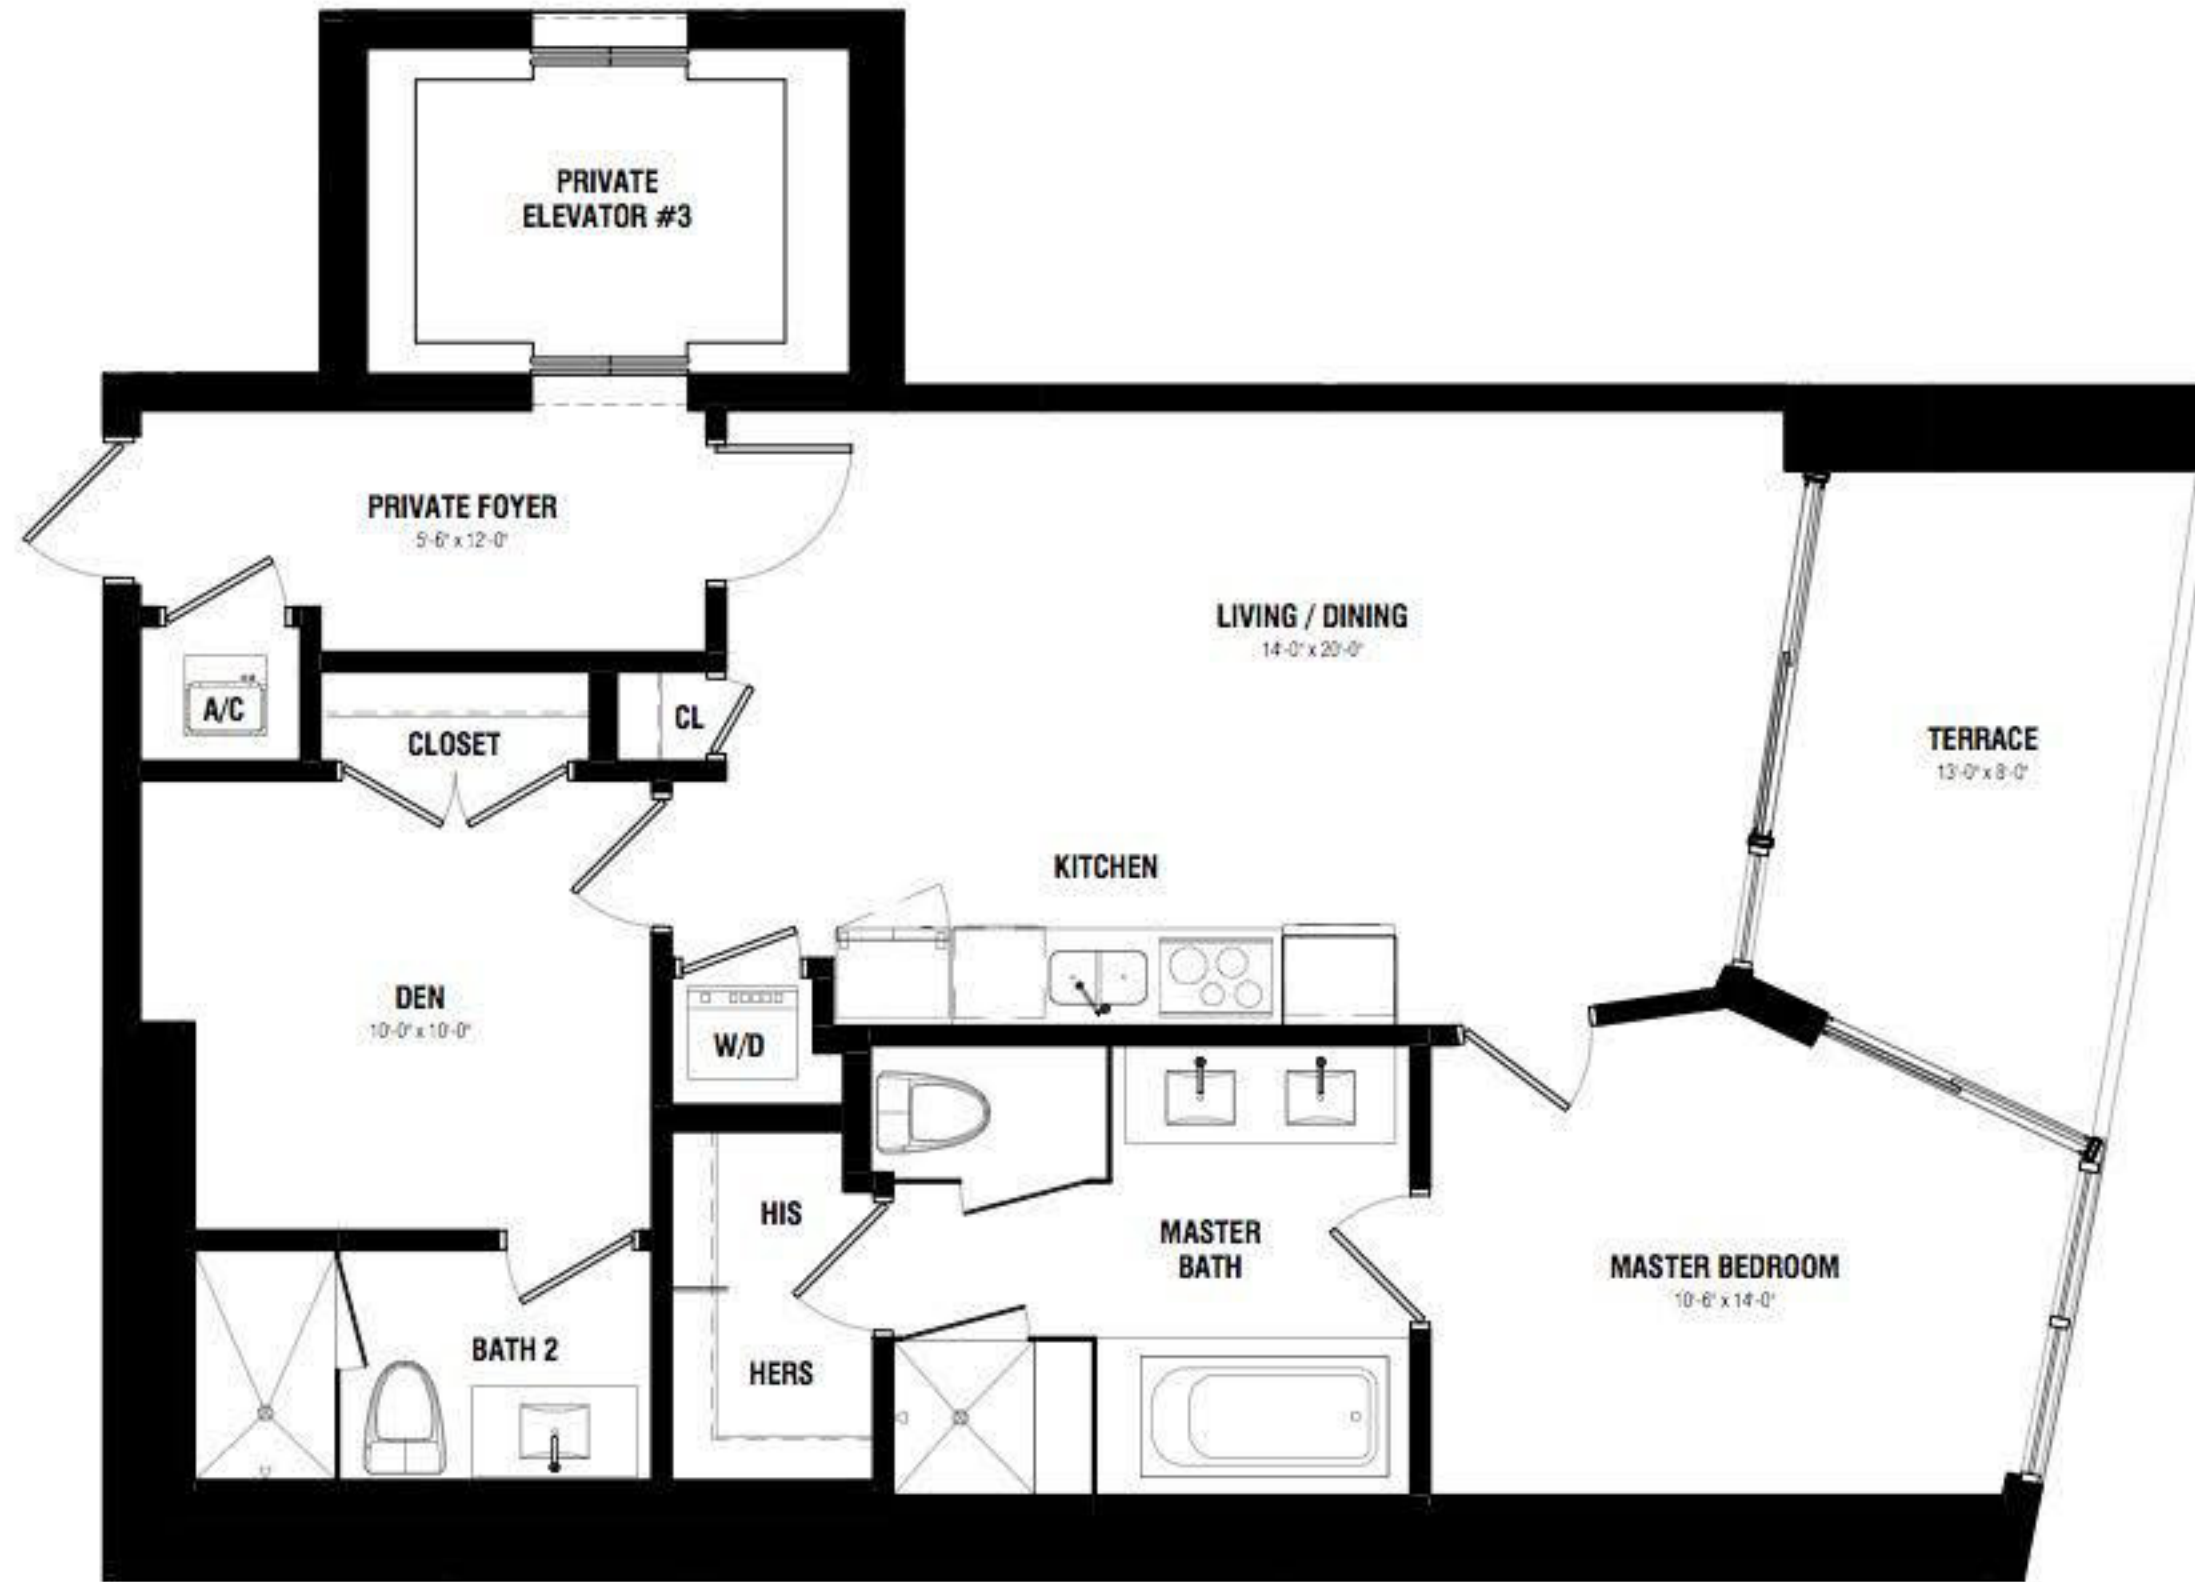 PRIVATE
ELEVATOR #3
PRIVATE FOYER
5'-6" x 12'-0"
LIVING / DINING
14'-0" x 20'-0"
A/C
CL
CLOSET
TERRACE
13'-0" x 8'-0"
KITCHEN
DEN
10'-0" x 10'-0"
W/D
HIS
MASTER
BATH
MASTER BEDROOM
10'-6" x 14'-0"
BATH 2
HERS